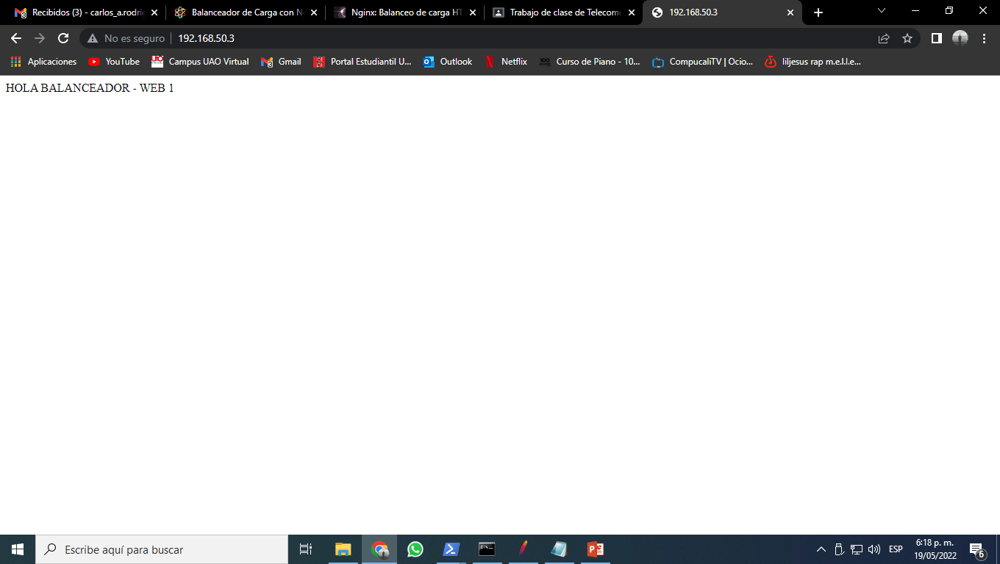 Recibidos (3) - carlos_a.rodrig
Balanceador de Carga con N
Nginx: Balanceo de carga HT
Trabajo de clase de Telecomu
192.168.50.3
No es seguro
192.168.50.3
Aplicaciones
YouTube
Campus UAO Virtual
Gmail
Portal Estudiantil U...
Outlook
Netflix
Curso de Piano - 10...
CompucaliTV | Ocio...
liljesus rap m.e.l.l.e...
HOLA BALANCEADOR - WEB 1
Escribe aquí para buscar
ESP
6:18 p. m.
19/05/2022
6